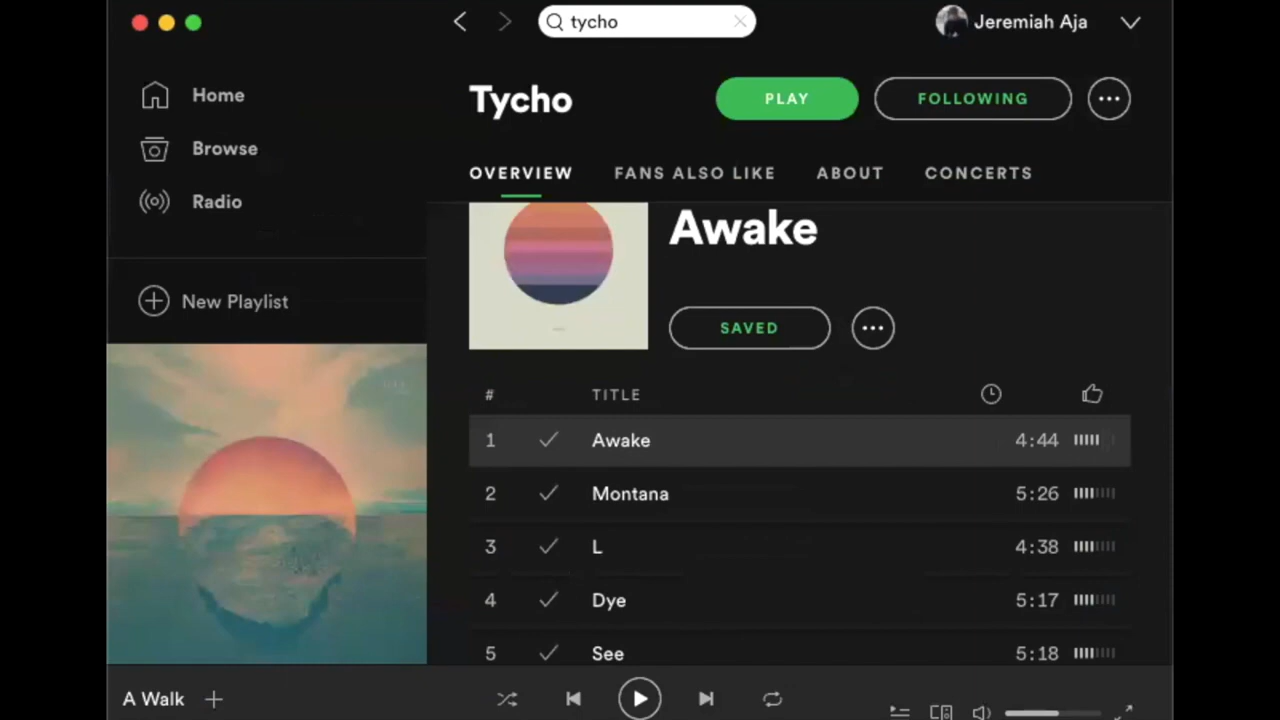 tycho
Jeremiah Aja
Home
Browse
Radio
New Playlist
Tycho
PLAY
FOLLOWING
OVERVIEW FANS ALSO LIKE ABOUT CONCERTS
Awake
SAVED
# TITLE
1 Awake 4:44
2 Montana 5:26
3 L 4:38
4 Dye 5:17
5 See 5:18
A Walk